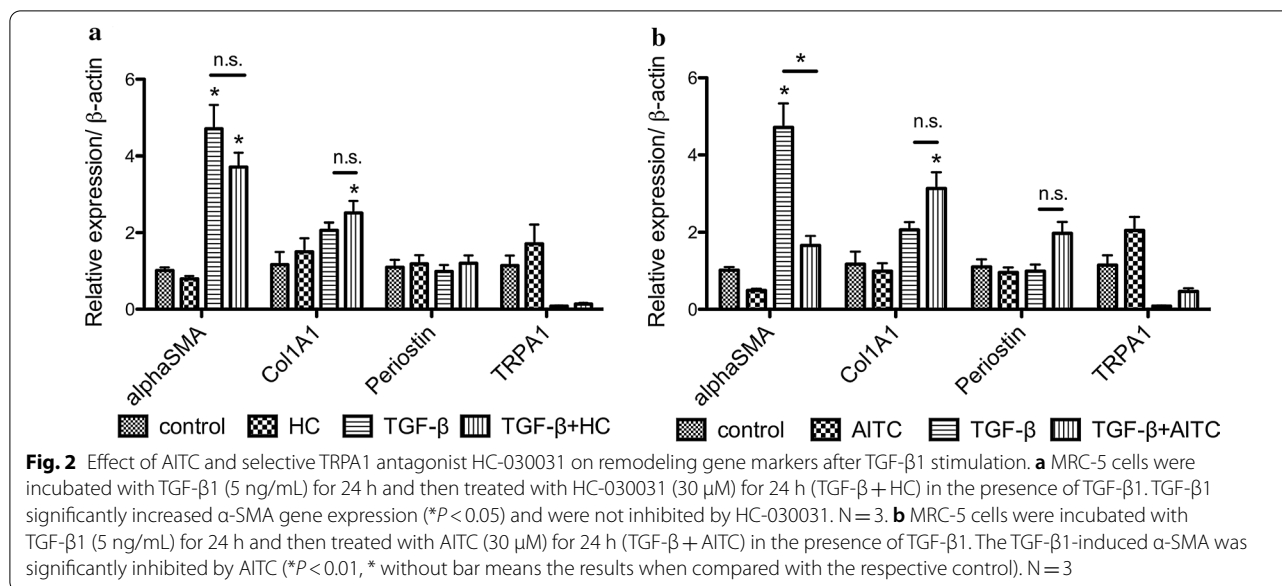 a
n.s.
6
*
*
n.s.
4
*
2
0
Relative expression/ β-actin
alphaSMA
Col1A1
Periostin
TRPA1
control HC TGF-β TGF-β+HC
b
*
6
*
n.s.
4
*
n.s.
2
0
Relative expression/ β-actin
alphaSMA
Col1A1
Periostin
TRPA1
control AITC TGF-β TGF-β+AITC
Fig. 2 Effect of AITC and selective TRPA1 antagonist HC-030031 on remodeling gene markers after TGF-β1 stimulation. a MRC-5 cells were
incubated with TGF-β1 (5 ng/mL) for 24 h and then treated with HC-030031 (30 μM) for 24 h (TGF-β + HC) in the presence of TGF-β1. TGF-β1
significantly increased α-SMA gene expression (*P < 0.05) and were not inhibited by HC-030031. N = 3. b MRC-5 cells were incubated with
TGF-β1 (5 ng/mL) for 24 h and then treated with AITC (30 μM) for 24 h (TGF-β + AITC) in the presence of TGF-β1. The TGF-β1-induced α-SMA was
significantly inhibited by AITC (*P < 0.01, * without bar means the results when compared with the respective control). N = 3